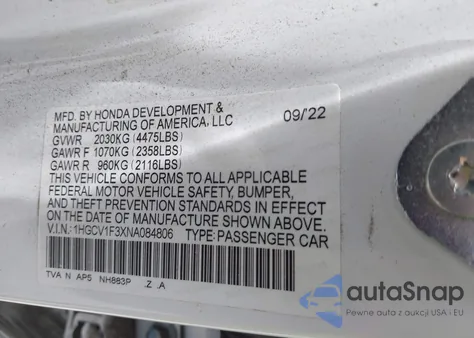 MFD. BY HONDA DEVELOPMENT & 09/'22
MANUFACTURING OF AMERICA, LLC
GVWR 2030KG (4475LBS)
GAWR F 1070KG (2358LBS)
GAWR R 960KG (2116LBS)
THIS VEHICLE CONFORMS TO ALL APPLICABLE
FEDERAL MOTOR VEHICLE SAFETY, BUMPER,
AND THEFT PREVENTION STANDARDS IN EFFECT
ON THE DATE OF MANUFACTURE SHOWN ABOVE.
V.I.N.: 1HGCV1F3XNA084806 TYPE: PASSENGER CAR
TVA N AP5 NH883P .Z .A
autoSnap
Pewne auta z aukcji USA i EU